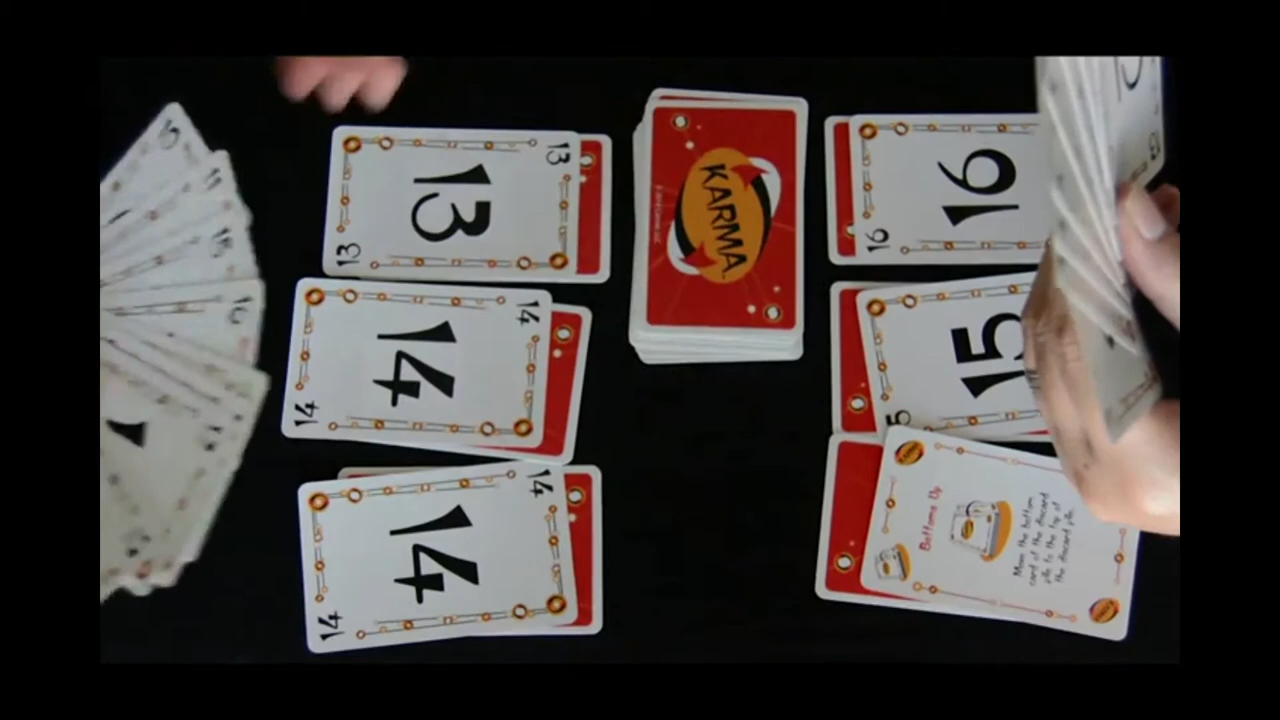 13
13
13
14
14
14
14
14
14
KARMA
16
16
15
5
Bottoms Up
Move the bottom
card of the discard
pile to the top of
the discard pile.